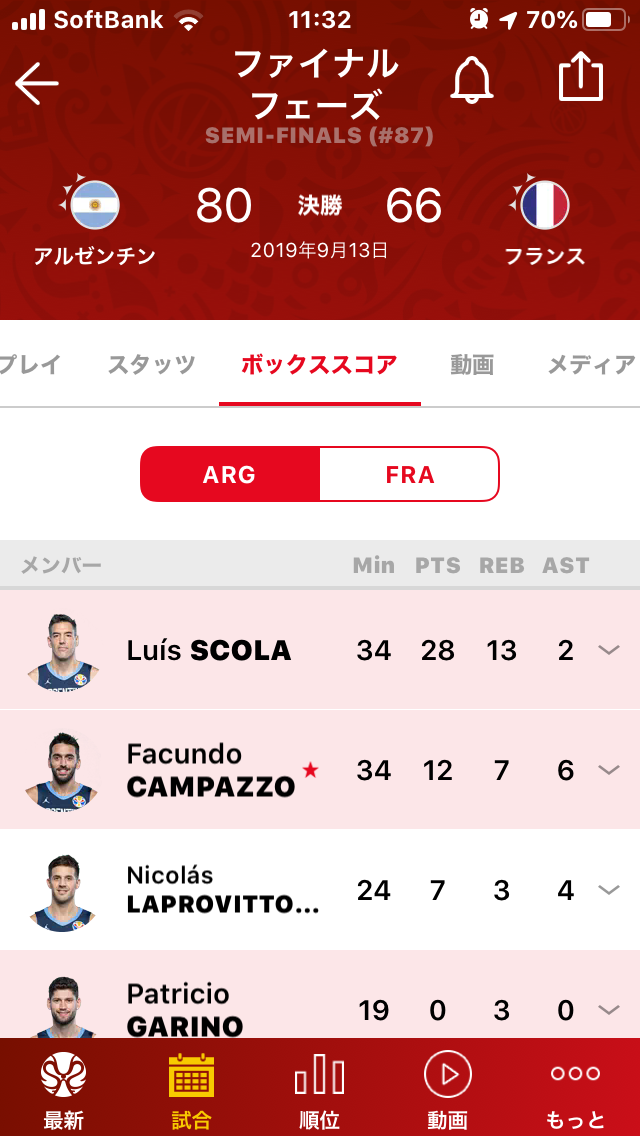 SoftBank 11:32 70%
ファイナル
フェーズ
SEMI-FINALS (#87)
80 決勝 66
アルゼンチン 2019年9月13日 フランス
プレイ スタッツ ボックススコア 動画 メディア
ARG FRA
メンバー Min PTS REB AST
Luís SCOLA 34 28 13 2
Facundo
CAMPAZZO 34 12 7 6
Nicolás
LAPROVITTO... 24 7 3 4
Patricio
GARINO 19 0 3 0
最新 試合 順位 動画 もっと